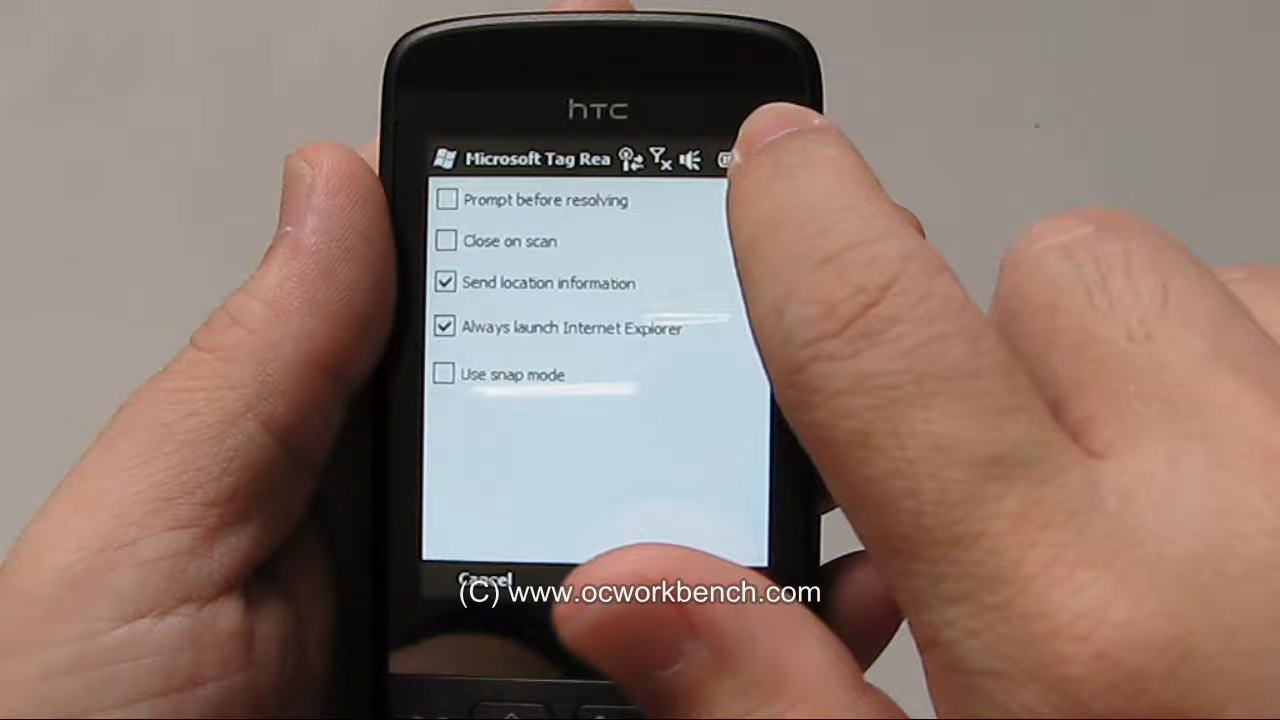 hTC
Microsoft Tag Rea
Prompt before resolving
Close on scan
Send location information
Always launch Internet Explorer
Use snap mode
Cancel
(C) www.ocworkbench.com